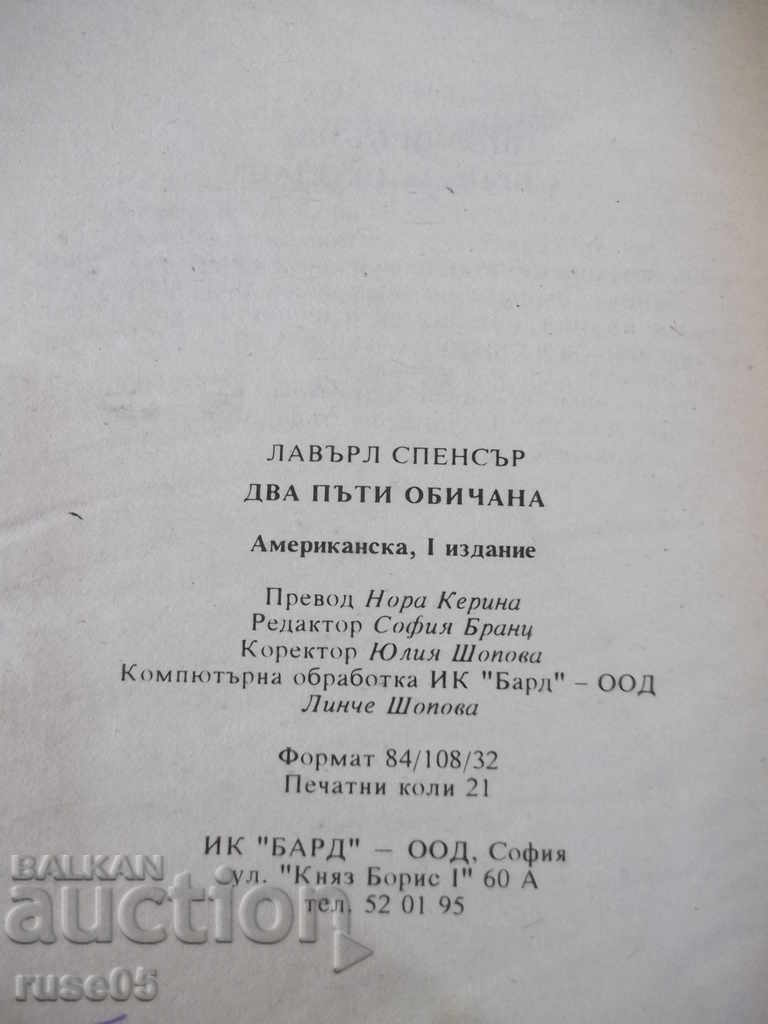 ЛАВЪРЛ СПЕНСЪР
ДВА ПЪТИ ОБИЧАНА
Американска, I издание
Превод Нора Керина
Редактор София Бранц
Коректор Юлия Шопова
Компютърна обработка ИК "Бард" – ООД
Линче Шопова
Формат 84/108/32
Печатни коли 21
ИК "БАРД" – ООД, София
ул. "Княз Борис I" 60 А
тел. 52 01 95
BALKAN
auction
ruse05